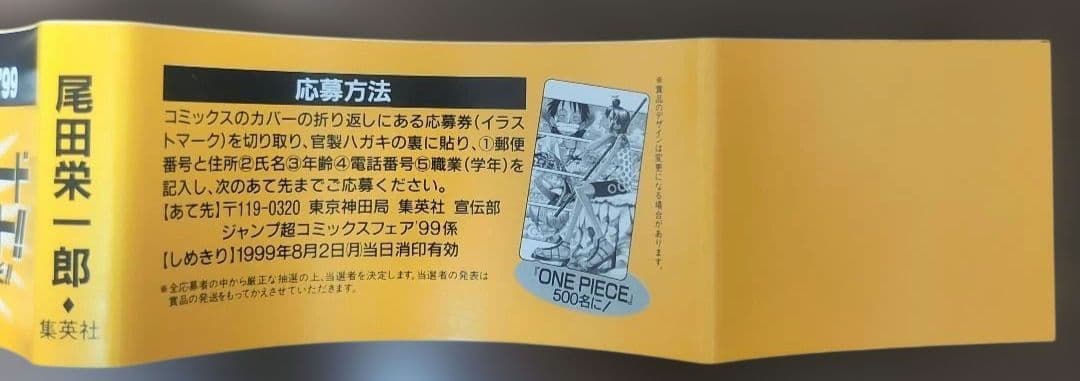 '99
尾田栄一郎◆
集英社
応募方法
コミックスのカバーの折り返しにある応募券(イラス
トマーク)を切り取り、官製ハガキの裏に貼り、①郵便
番号と住所②氏名③年齢④電話番号⑤職業(学年)を
記入し、次のあて先までご応募ください。
【あて先】〒119-0320 東京神田局 集英社 宣伝部
ジャンプ超コミックスフェア'99係
【しめきり】1999年8月2日(月)当日消印有効
※全応募者の中から厳正な抽選の上、当選者を決定します。当選者の発表は
賞品の発送をもってかえさせていただきます。
『ONE PIECE』
500名に!
※賞品のデザインは変更になる場合があります。